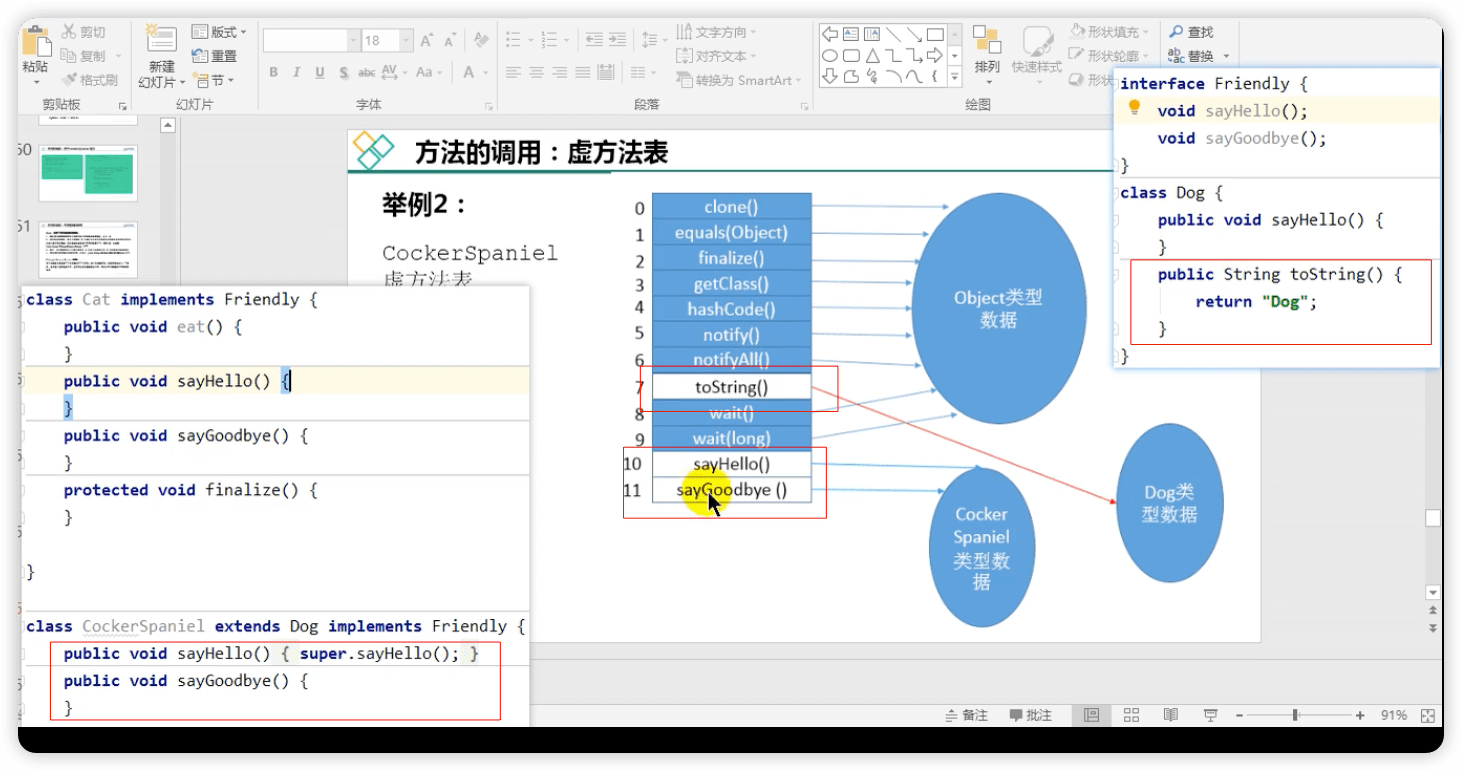 剪切
复制
格式刷
粘贴
剪贴板
新建
幻灯片
版式
重置
节
幻灯片
18
B I U S abc AV Aa A
字体
文字方向
对齐文本
转换为 SmartArt
段落
排列
快速样式
形状填充
形状轮廓
形状
绘图
查找
替换
50
51
方法的调用：虚方法表
举例2：
CockerSpaniel
虚方法表
0 clone()
1 equals(Object)
2 finalize()
3 getClass()
4 hashCode()
5 notify()
6 notifyAll()
7 toString()
8 wait()
9 wait(long)
10 sayHello()
11 sayGoodbye ()
Object类型
数据
Cocker
Spaniel
类型数
据
Dog类
型数据
interface Friendly {
void sayHello();
void sayGoodbye();
}
class Dog {
public void sayHello() {
}
public String toString() {
return "Dog";
}
}
class Cat implements Friendly {
public void eat() {
}
public void sayHello() {
}
public void sayGoodbye() {
}
protected void finalize() {
}
}
class CockerSpaniel extends Dog implements Friendly {
public void sayHello() { super.sayHello(); }
public void sayGoodbye() {
}
备注
批注
91%